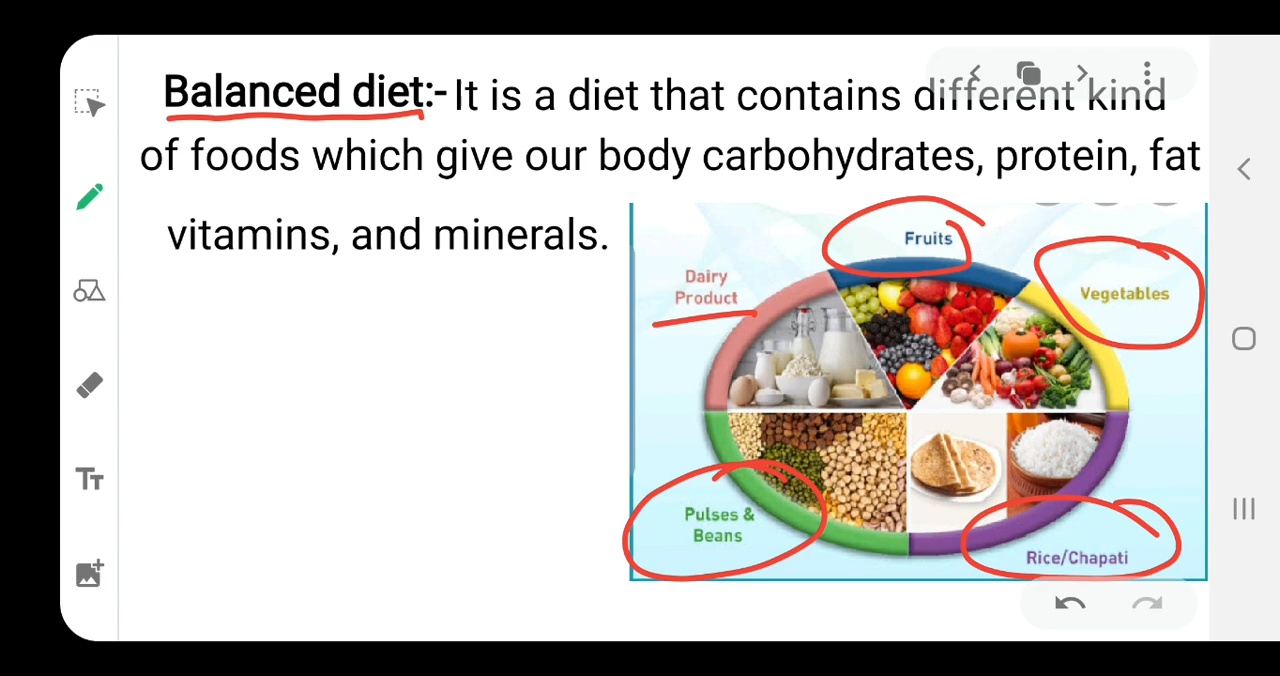 Balanced diet:- It is a diet that contains different kind
of foods which give our body carbohydrates, protein, fat
vitamins, and minerals.
Fruits
Dairy
Product
Vegetables
Pulses &
Beans
Rice/Chapati
TT